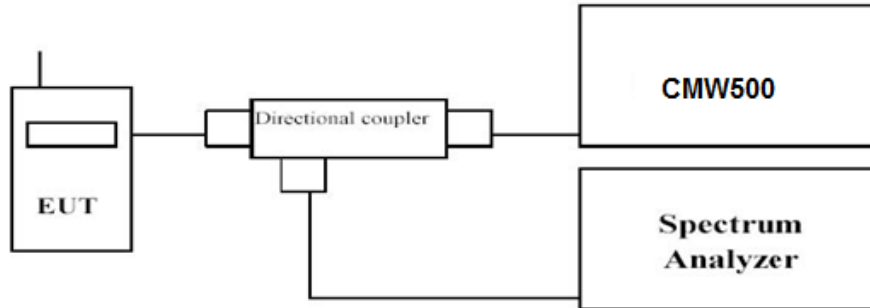 CMW500
Directional coupler
EUT
Spectrum
Analyzer